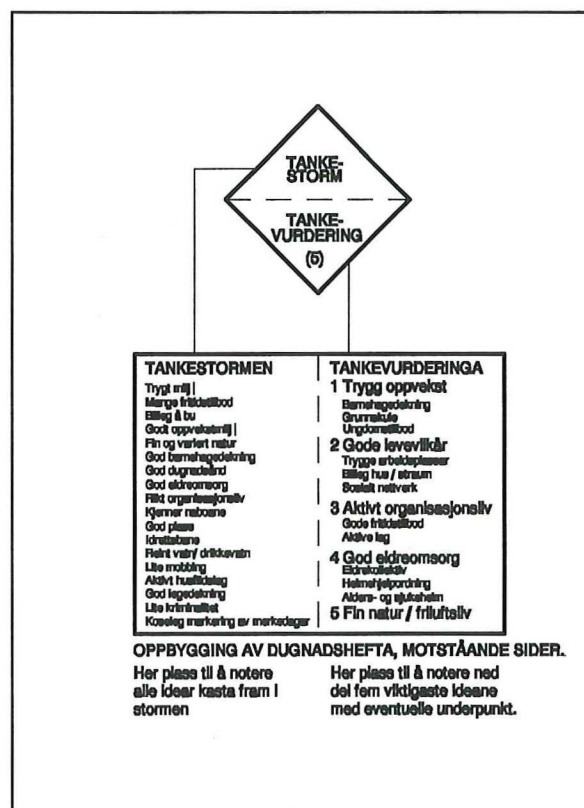 TANKE-
STORM
TANKE-
VURDERING
(5)
TANKESTORMEN
Trygt milj
Mange fritidstilbod
Billeg å bu
Godt oppvekstmilj
Fin og variert natur
God barnehagedekning
God dugnadsånd
God eldreomsorg
Rikt organisasjonsliv
Kjenner naboane
God plass
Idrettsbane
Reint vatn/ drikkevatn
Lite mobbing
Aktivt husflidslag
God legedekning
Lite kriminalitet
Koseleg markering av merkedager
TANKEVURDERINGA
1 Trygg oppvekst
Barnehagedekning
Grunnskule
Ungdomstilbod
2 Gode levevilkår
Trygge arbeidsplasser
Billeg hus / straum
Sosialt nettverk
3 Aktivt organisasjonsliv
Gode fritidstilbod
Aktive lag
4 God eldreomsorg
Eldrekollektiv
Heimehjelpordning
Alders- og sjukeheim
5 Fin natur / friluftsliv
OPPBYGGING AV DUGNADSHEFTA, MOTSTÅANDE SIDER.
Her plass til å notere
alle idear kasta fram i
stormen
Her plass til å notere ned
dei fem viktigaste ideane
med eventuelle underpunkt.